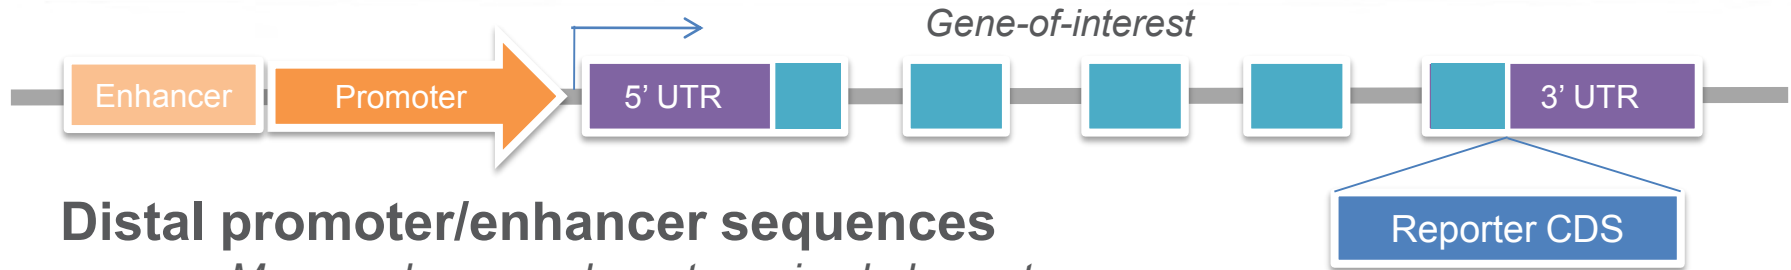 Gene-of-interest
Enhancer
Promoter
5’ UTR
3’ UTR
Distal promoter/enhancer sequences
Reporter CDS